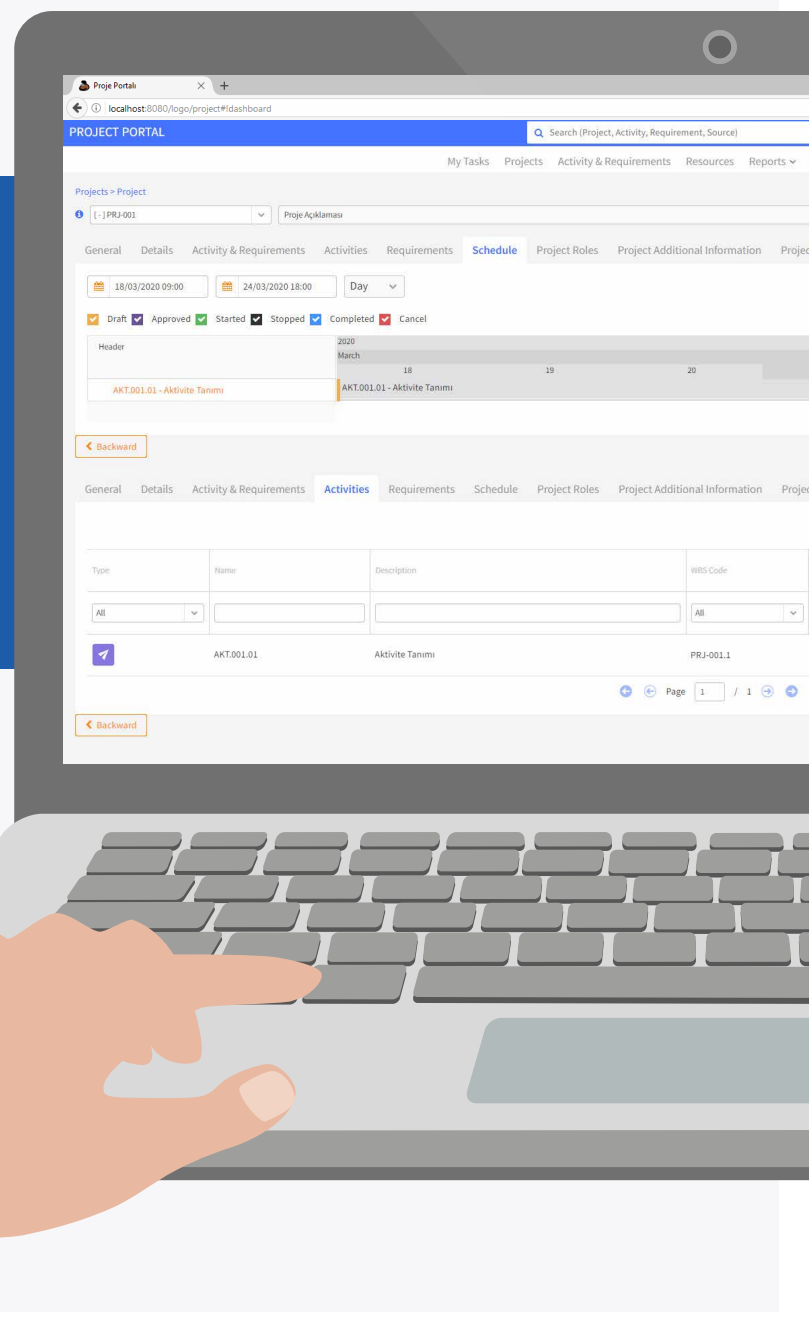 Proje Portalı
localhost:8080/logo/project#!dashboard
PROJECT PORTAL
Search (Project, Activity, Requirement, Source)
My Tasks Projects Activity & Requirements Resources Reports
Projects > Project
[-] PRJ-001 Proje Açıklaması
General Details Activity & Requirements Activities Requirements Schedule Project Roles Project Additional Information
18/03/2020 09:00 24/03/2020 18:00 Day
Draft Approved Started Stopped Completed Cancel
Header
2020
March
18 19 20
AKT.001.01 - Aktivite Tanımı AKT.001.01 - Aktivite Tanımı
Backward
General Details Activity & Requirements Activities Requirements Schedule Project Roles Project Additional Information
Type Name Description WBS Code
All All
AKT.001.01 Aktivite Tanımı PRJ-001.1
Page 1 / 1
Backward